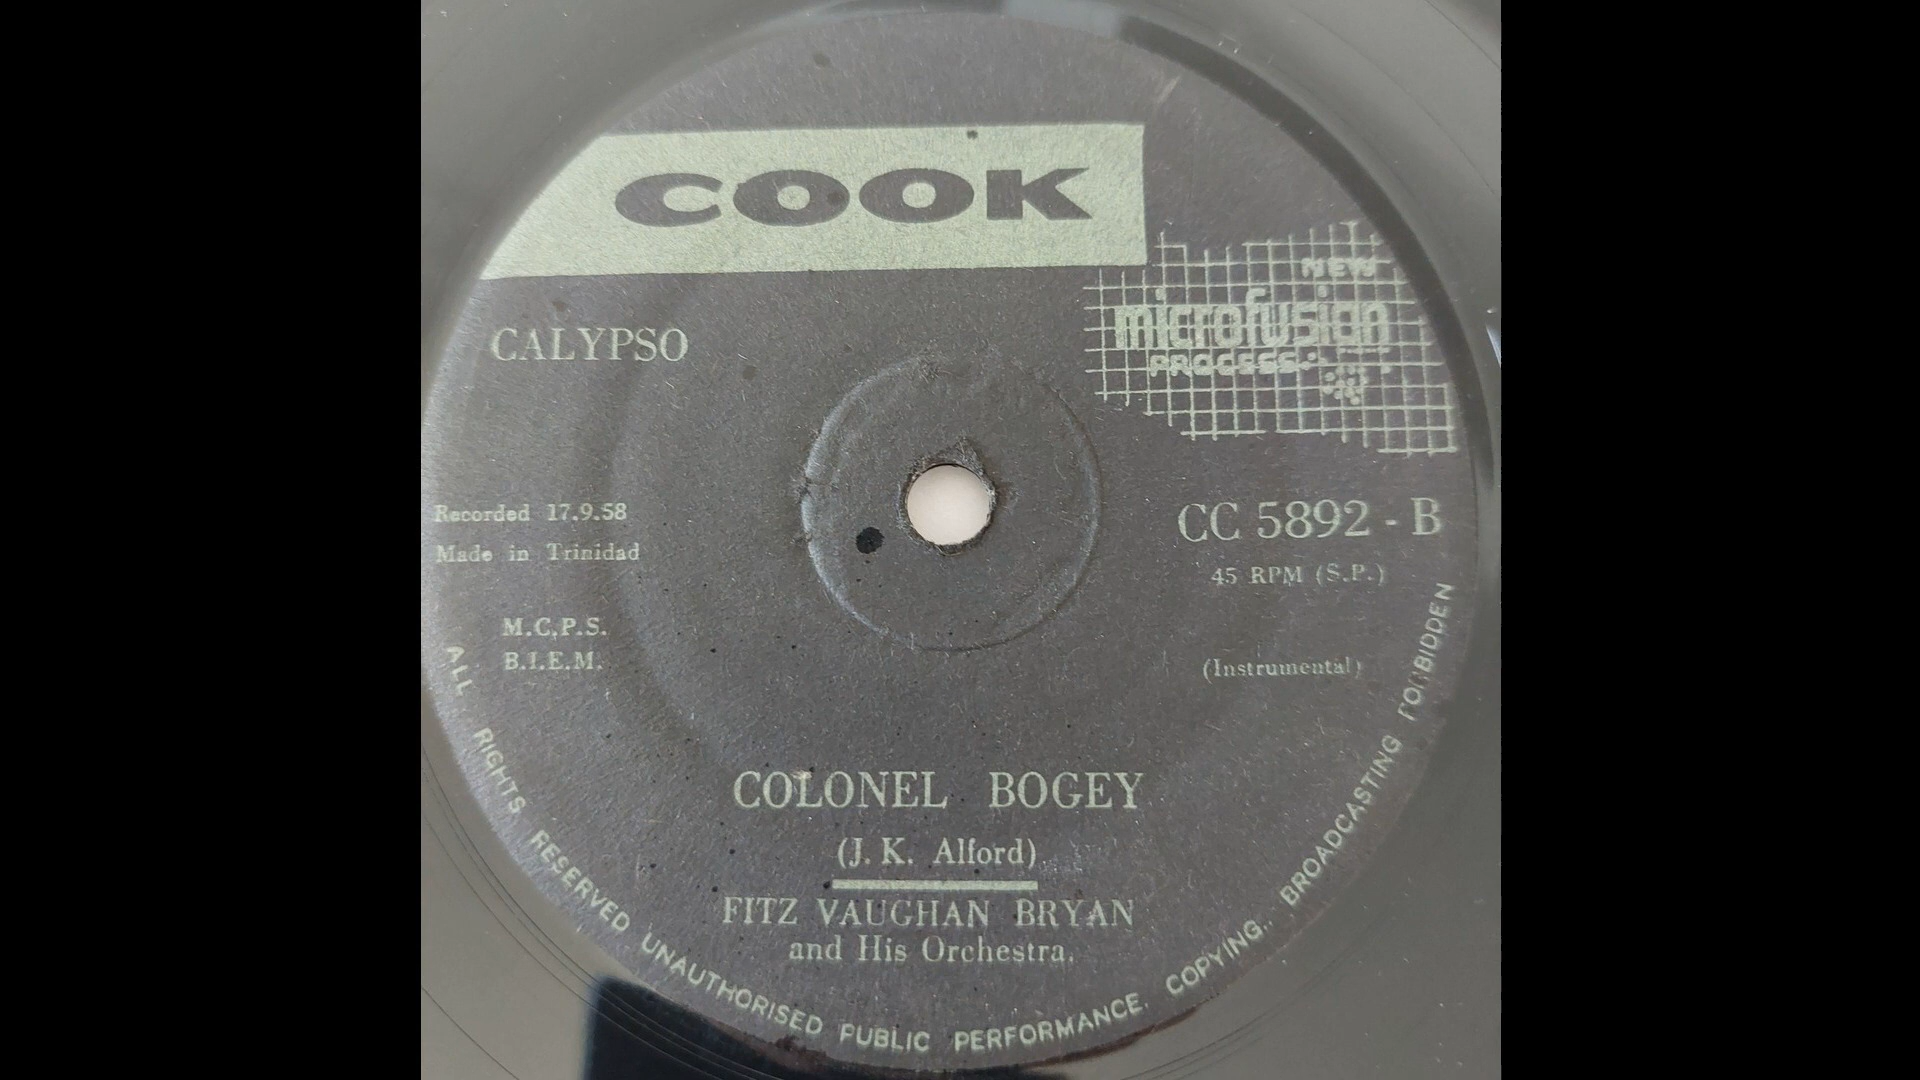 COOK
NEW
microfusion
PROCESS
CALYPSO
Recorded 17.9.58
Made in Trinidad
CC 5892 - B
45 RPM (S.P.)
M.C.P.S.
B.I.E.M.
(Instrumental)
COLONEL BOGEY
(J. K. Alford)
FITZ VAUGHAN BRYAN
and His Orchestra.
ALL RIGHTS RESERVED UNAUTHORISED PUBLIC PERFORMANCE. COPYING.. BROADCASTING FORBIDDEN